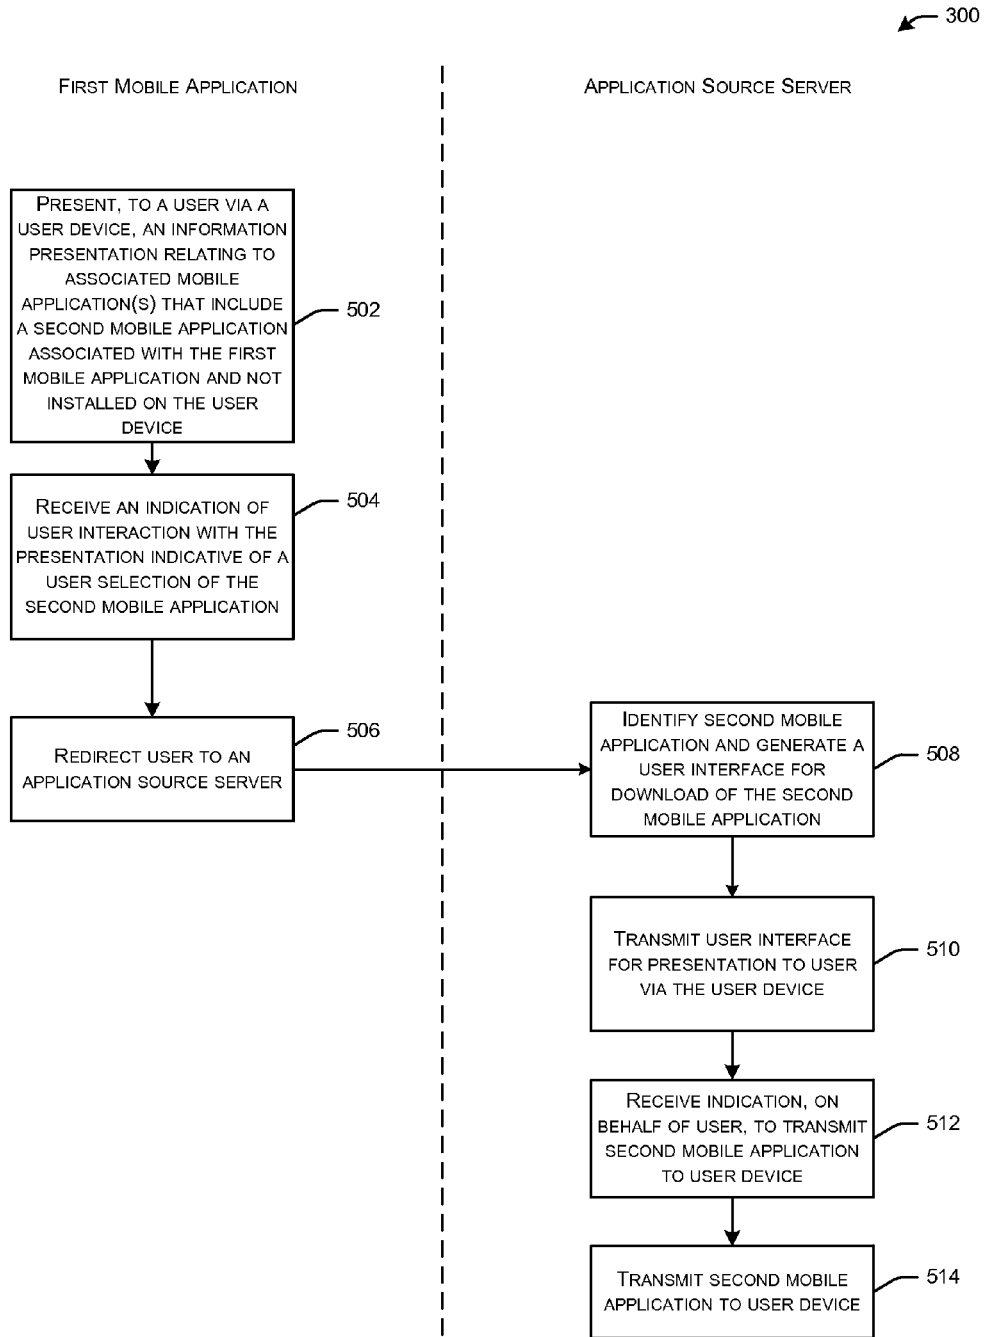 300
FIRST MOBILE APPLICATION
APPLICATION SOURCE SERVER
PRESENT, TO A USER VIA A
USER DEVICE, AN INFORMATION
PRESENTATION RELATING TO
ASSOCIATED MOBILE
APPLICATION(S) THAT INCLUDE
A SECOND MOBILE APPLICATION
ASSOCIATED WITH THE FIRST
MOBILE APPLICATION AND NOT
INSTALLED ON THE USER
DEVICE
502
RECEIVE AN INDICATION OF
USER INTERACTION WITH THE
PRESENTATION INDICATIVE OF A
USER SELECTION OF THE
SECOND MOBILE APPLICATION
504
REDIRECT USER TO AN
APPLICATION SOURCE SERVER
506
IDENTIFY SECOND MOBILE
APPLICATION AND GENERATE A
USER INTERFACE FOR
DOWNLOAD OF THE SECOND
MOBILE APPLICATION
508
TRANSMIT USER INTERFACE
FOR PRESENTATION TO USER
VIA THE USER DEVICE
510
RECEIVE INDICATION, ON
BEHALF OF USER, TO TRANSMIT
SECOND MOBILE APPLICATION
TO USER DEVICE
512
TRANSMIT SECOND MOBILE
APPLICATION TO USER DEVICE
514